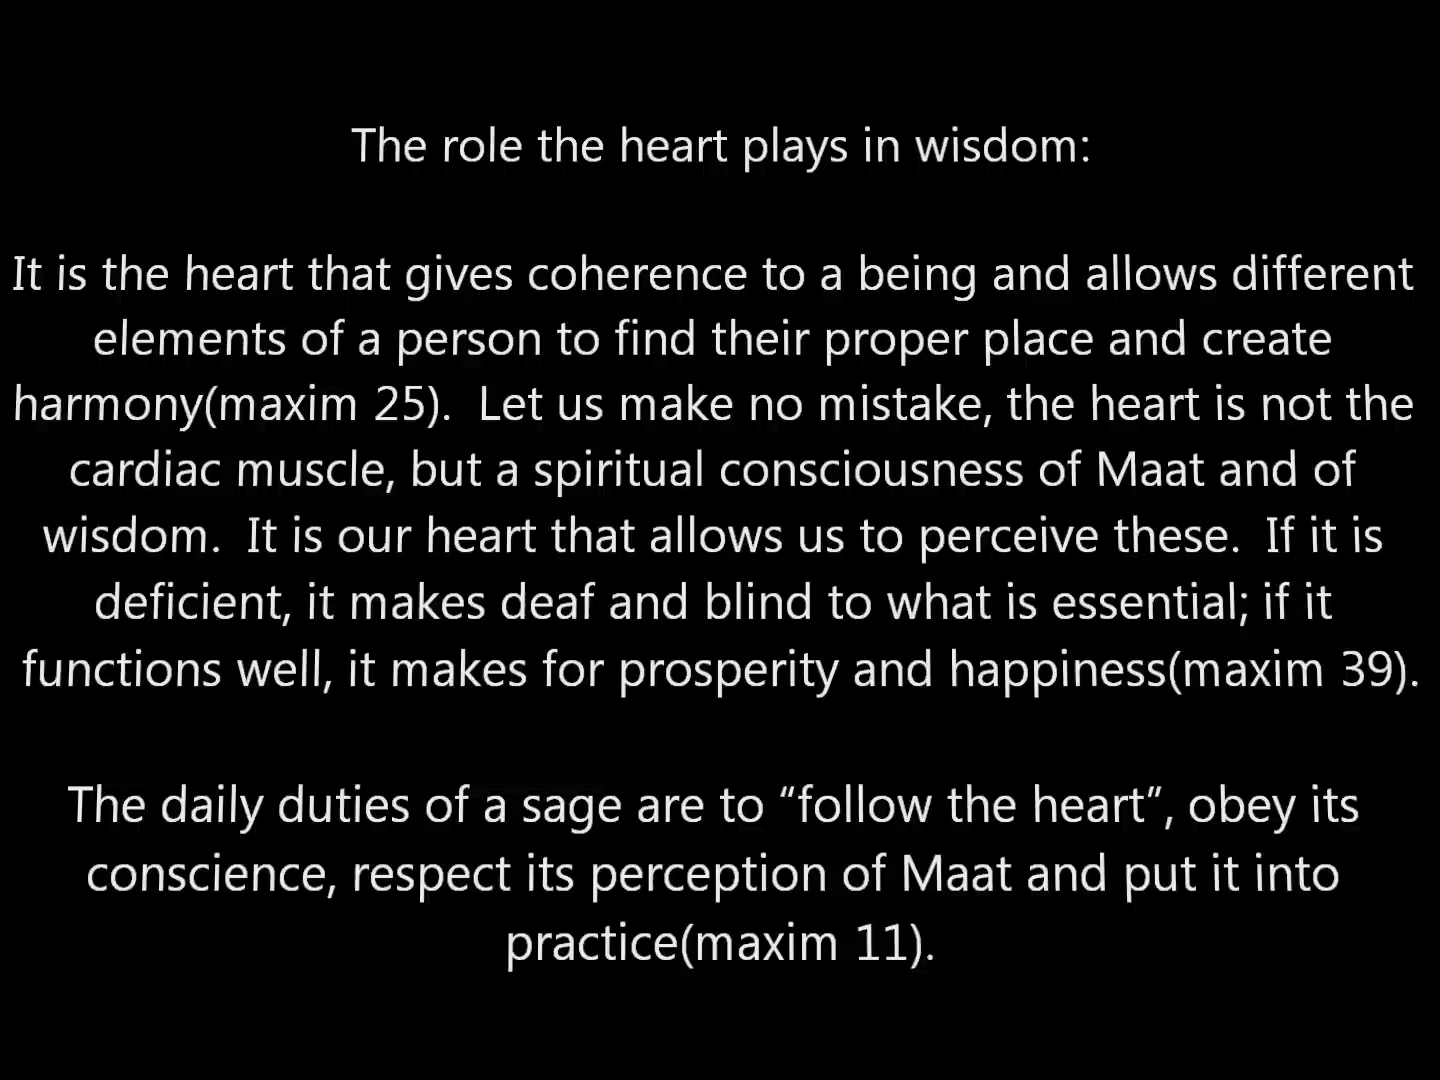 The role the heart plays in wisdom:
It is the heart that gives coherence to a being and allows different
elements of a person to find their proper place and create
harmony(maxim 25).  Let us make no mistake, the heart is not the
cardiac muscle, but a spiritual consciousness of Maat and of
wisdom.  It is our heart that allows us to perceive these.  If it is
deficient, it makes deaf and blind to what is essential; if it
functions well, it makes for prosperity and happiness(maxim 39).
The daily duties of a sage are to “follow the heart”, obey its
conscience, respect its perception of Maat and put it into
practice(maxim 11).